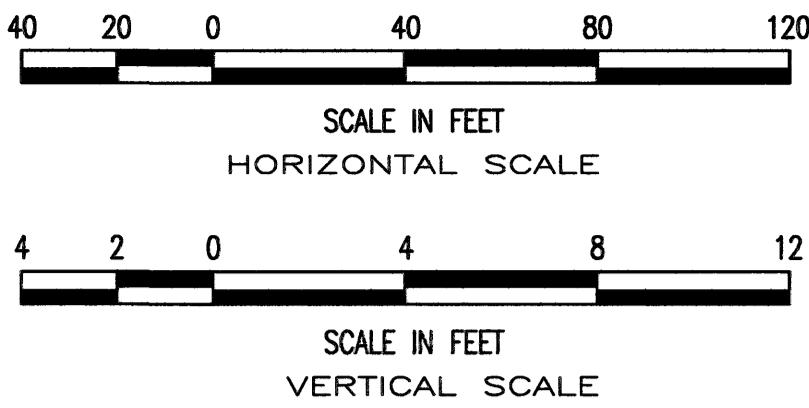 40 20 0 40 80 120
SCALE IN FEET
HORIZONTAL SCALE
4 2 0 4 8 12
SCALE IN FEET
VERTICAL SCALE